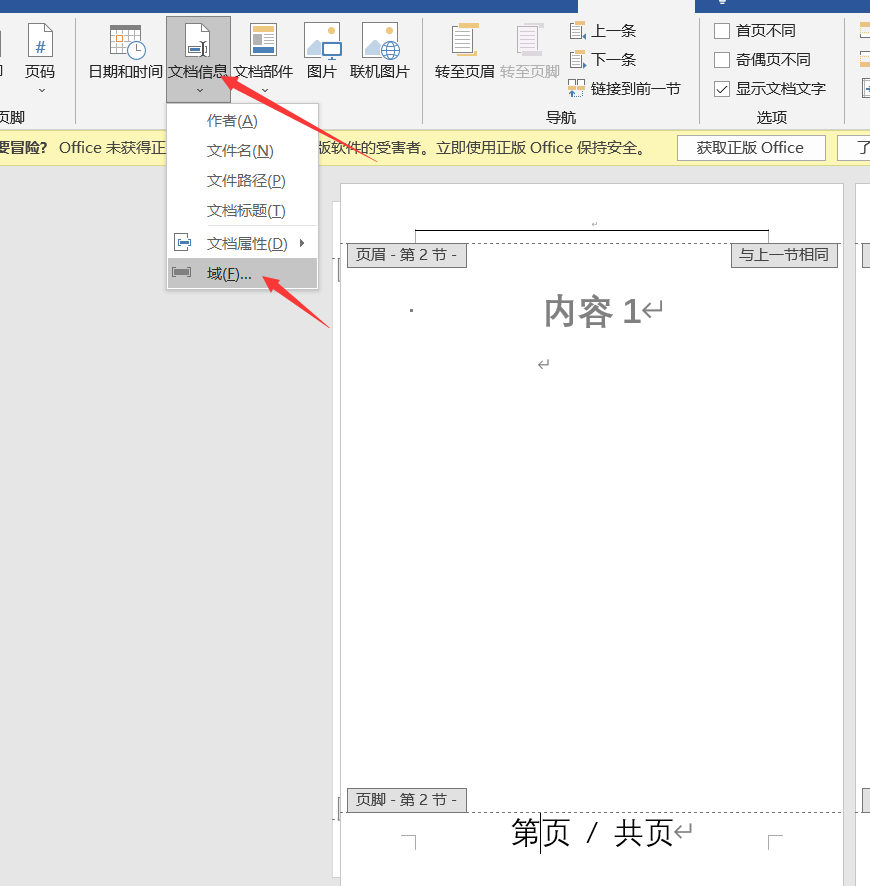 上一条
首页不同
#
页码
日期和时间
文档信息
文档部件
图片
联机图片
转至页眉
转至页脚
下一条
奇偶页不同
链接到前一节
显示文档文字
页脚
导航
选项
作者(A)
要冒险? Office 未获得正
版软件的受害者。立即使用正版 Office 保持安全。
获取正版 Office
了
文件名(N)
文件路径(P)
文档标题(T)
文档属性(D)
域(F)...
页眉 - 第 2 节 -
与上一节相同
内容 1
页脚 - 第 2 节 -
第页 / 共页